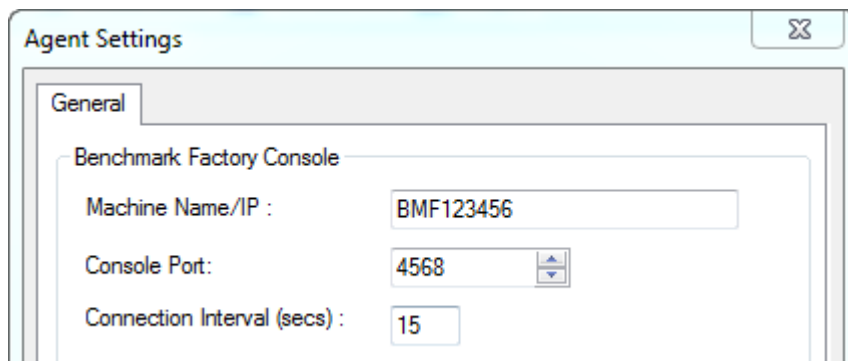 Agent Settings
General
Benchmark Factory Console
Machine Name/IP : BMF123456
Console Port: 4568
Connection Interval (secs) : 15